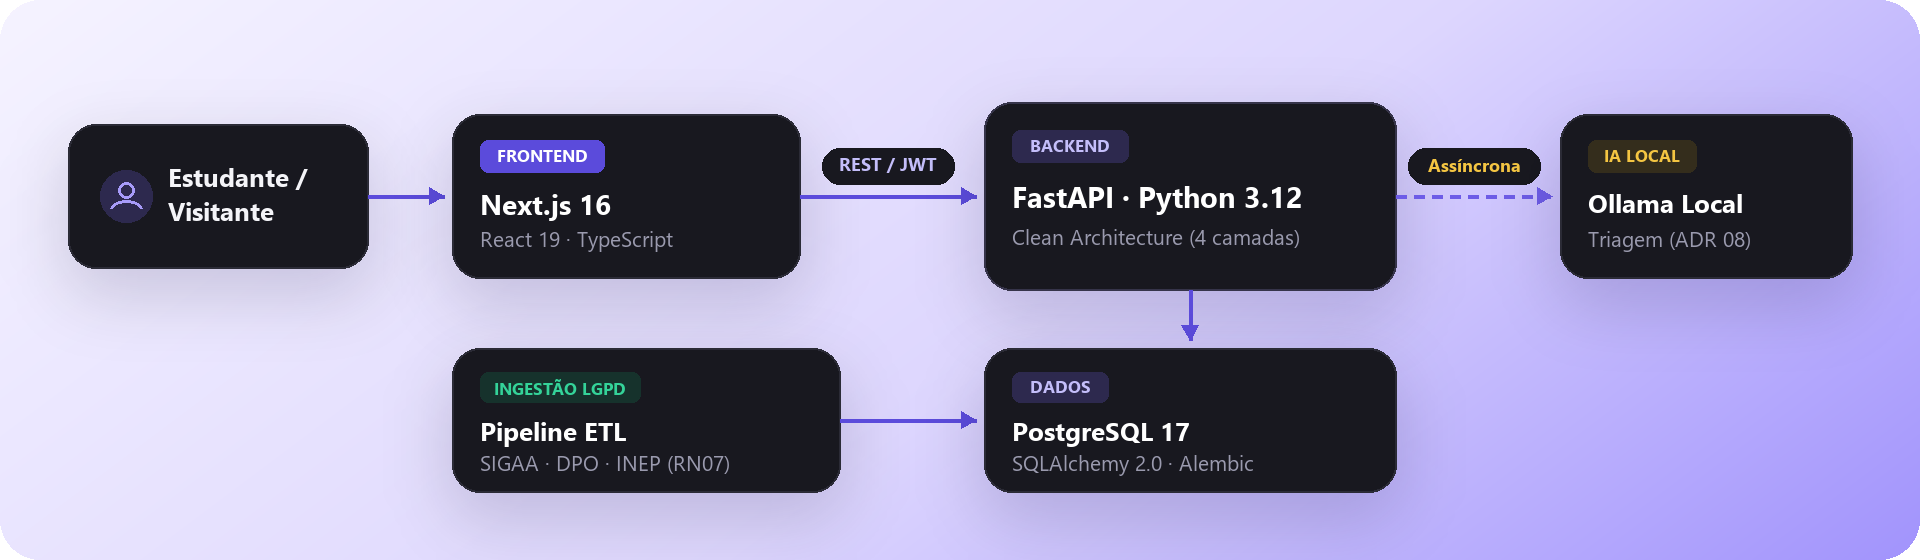 Estudante /
Visitante
FRONTEND
Next.js 16
React 19 · TypeScript
REST / JWT
BACKEND
FastAPI · Python 3.12
Clean Architecture (4 camadas)
Assíncrona
IA LOCAL
Ollama Local
Triagem (ADR 08)
INGESTÃO LGPD
Pipeline ETL
SIGAA · DPO · INEP (RN07)
DADOS
PostgreSQL 17
SQLAlchemy 2.0 · Alembic